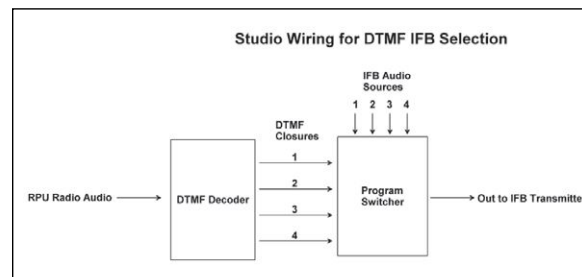 Studio Wiring for DTMF IFB Selection
IFB Audio
Sources
1 2 3 4
DTMF
Closures
1
2
3
4
RPU Radio Audio
DTMF Decoder
Program
Switcher
Out to IFB Transmitte